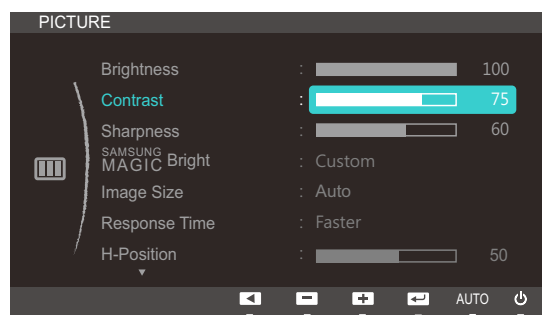 PICTURE
Brightness : 100
Contrast : 75
Sharpness : 60
SAMSUNG
MAGIC Bright : Custom
Image Size : Auto
Response Time : Faster
H-Position : 50
AUTO